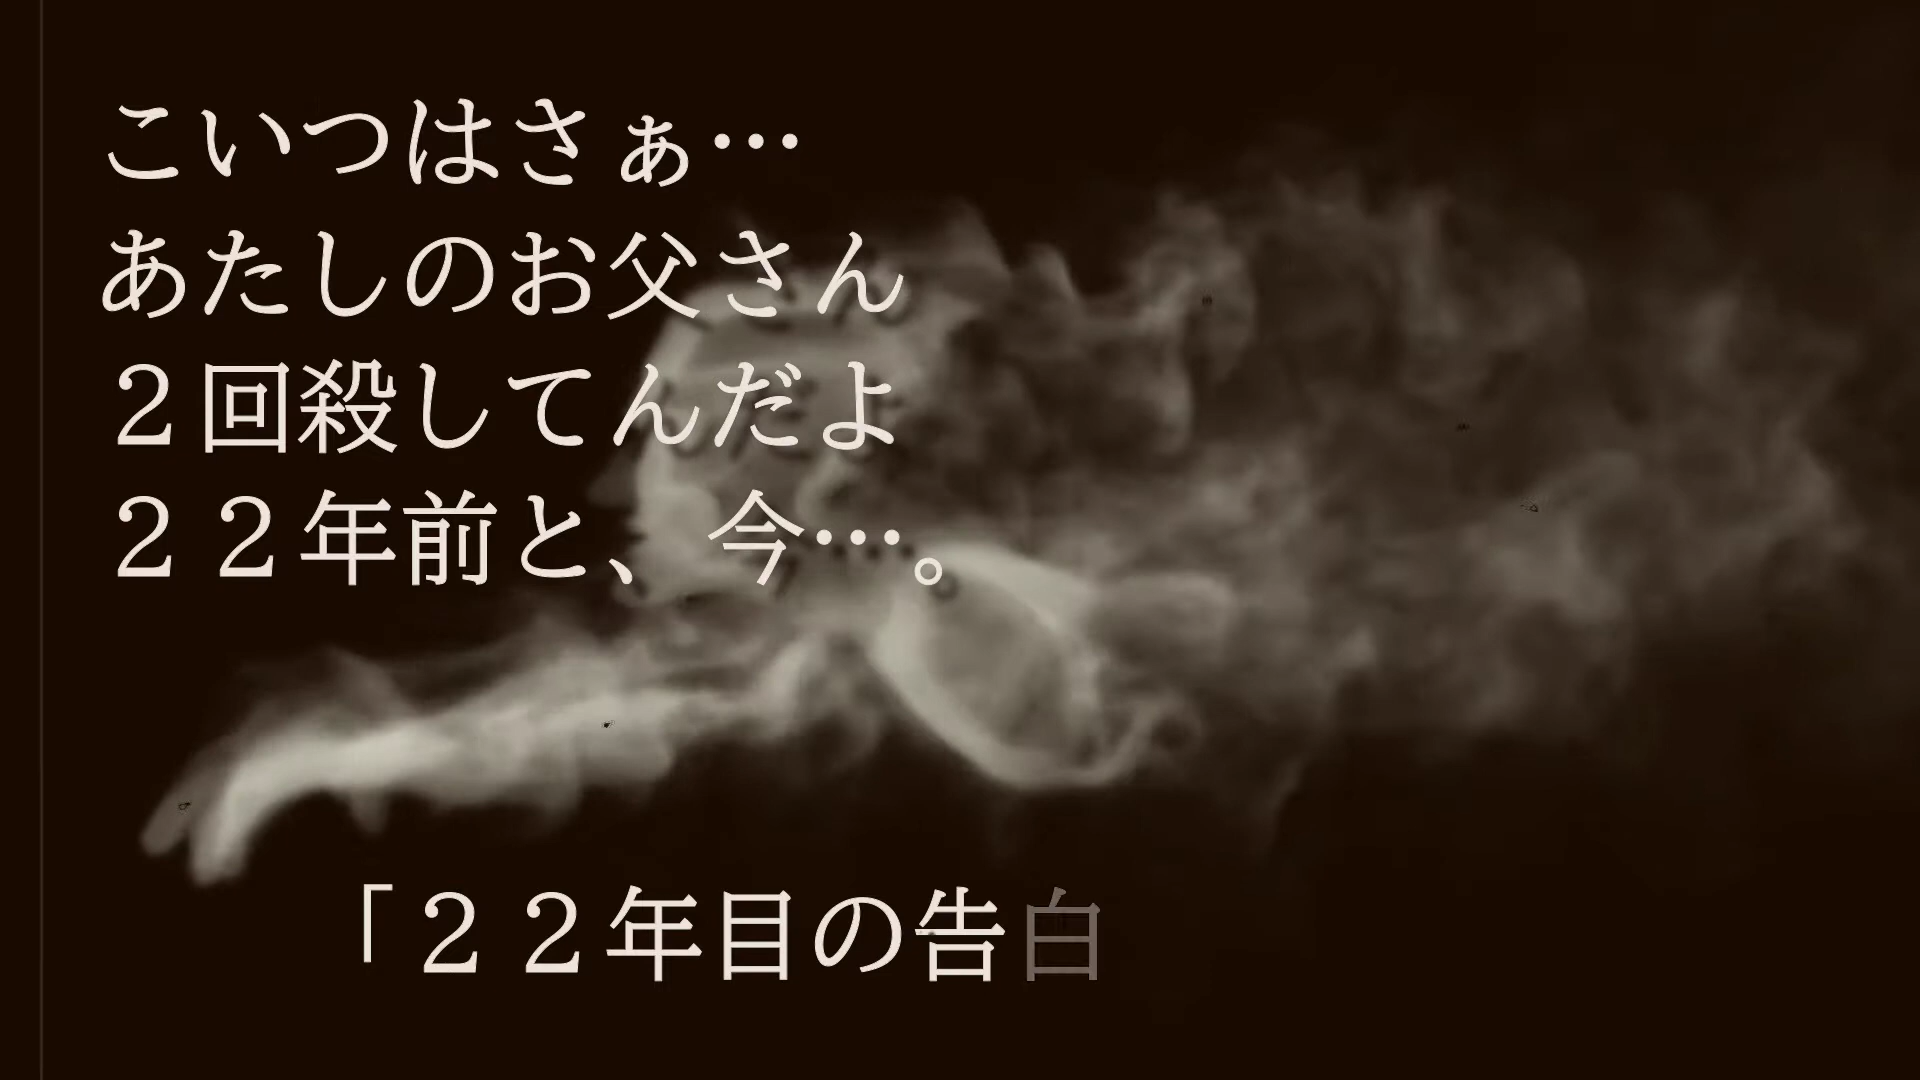 こいつはさぁ…
あたしのお父さん
２回殺してんだよ
２２年前と、今…。
「２２年目の告白